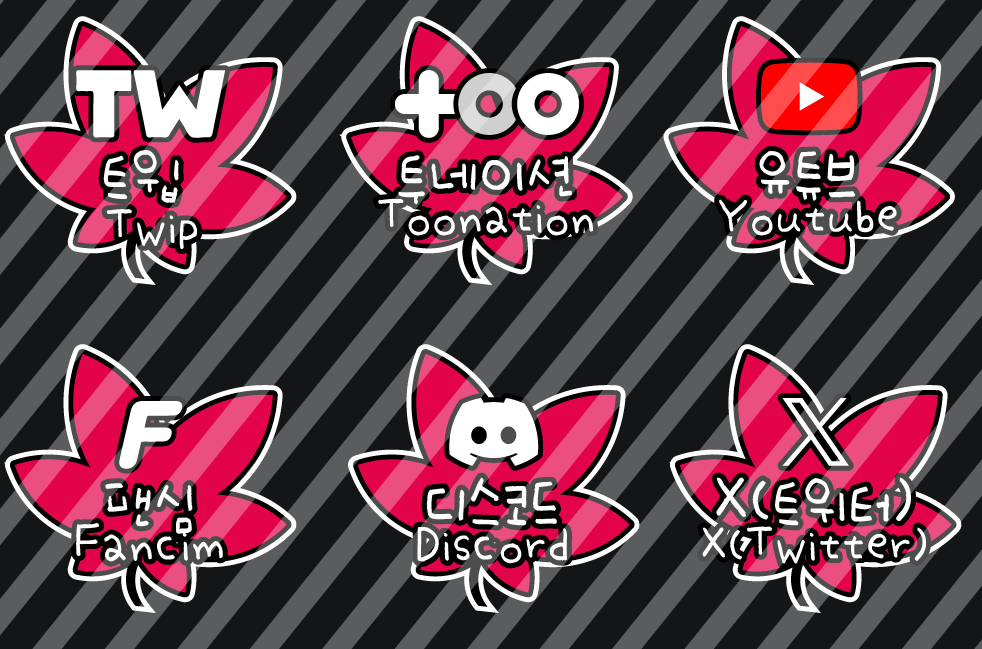 TW
트윕
Twip
too
투네이션
Toonation
유튜브
Youtube
F
팬심
Fancim
디스코드
Discord
X
X(트위터)
X(Twitter)